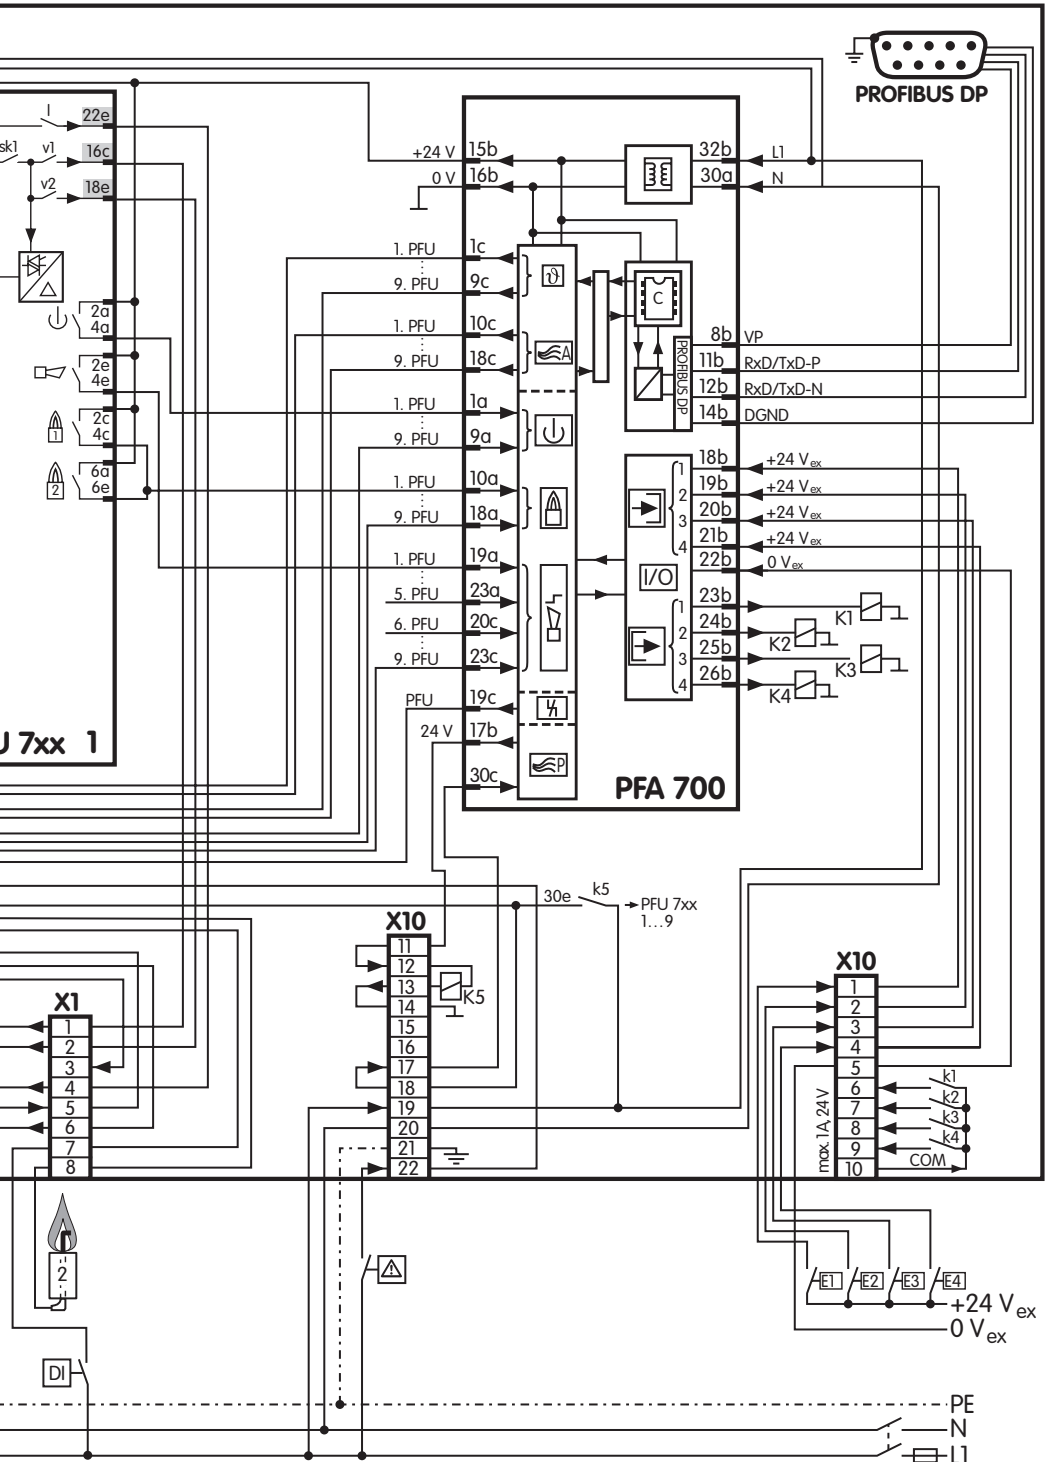 PROFIBUS DP
I
22e
sk1
v1
16c
v2
18e
2a
4a
2e
4e
1
2c
4c
2
6a
6e
7xx 1
+24 V
15b
32b
L1
0 V
16b
30a
N
1. PFU
1c
ϑ
9. PFU
9c
C
1. PFU
10c
A
9. PFU
18c
PROFIBUS DP
8b
VP
11b
RxD/TxD-P
12b
RxD/TxD-N
14b
DGND
1. PFU
1a
9. PFU
9a
1. PFU
10a
9. PFU
18a
1. PFU
19a
5. PFU
23a
6. PFU
20c
9. PFU
23c
PFU
19c
24 V
17b
P
30c
1
18b
+24 Vex
2
19b
+24 Vex
3
20b
+24 Vex
4
21b
+24 Vex
22b
0 Vex
I/O
1
23b
K1
2
24b
K2
3
25b
K3
4
26b
K4
PFA 700
30e
k5
PFU 7xx
1...9
X10
11
12
13
K5
14
15
16
17
18
19
20
21
22
X1
1
2
3
4
5
6
7
8
2
DI
X10
1
2
3
4
5
6
k1
7
k2
8
k3
9
k4
10
COM
max. 1A, 24 V
E1
E2
E3
E4
+24 Vex
0 Vex
PE
N
L1